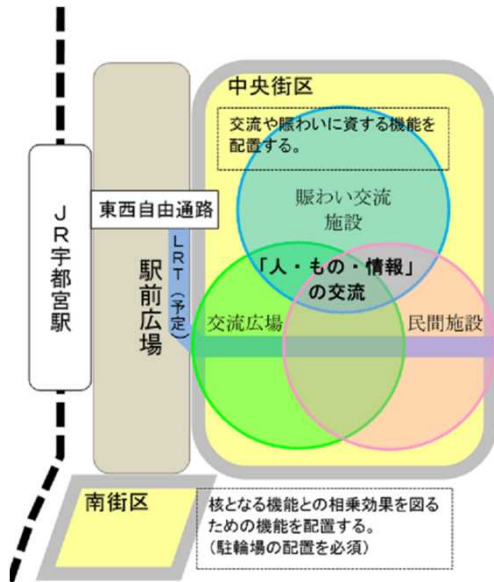 中央街区
交流や賑わいに資する機能を
配置する。
賑わい交流
施設
東西自由通路
JR宇都宮駅
駅前広場
LRT(予定)
「人・もの・情報」
の交流
交流広場
民間施設
南街区
核となる機能との相乗効果を図る
ための機能を配置する。
(駐輪場の配置を必須)